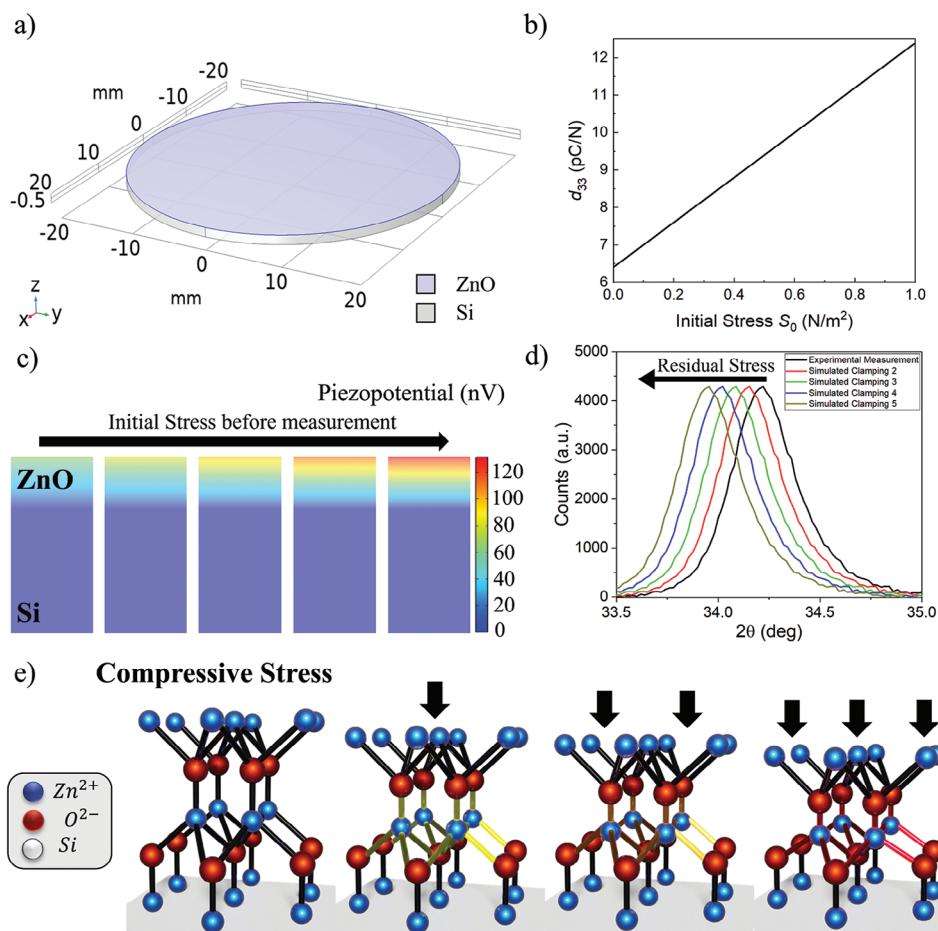 a)
mm
-20
-10
0
10
20
-0.5
-20
-10
0
10
20
mm
z
x
y
ZnO
Si
b)
d₃₃ (pC/N)
12
11
10
9
8
7
6
0.0 0.2 0.4 0.6 0.8 1.0
Initial Stress S₀ (N/m²)
c)
Piezopotential (nV)
Initial Stress before measurement
ZnO
Si
120
100
80
60
40
20
0
d)
Residual Stress
Experimental Measurement
Simulated Clamping 2
Simulated Clamping 3
Simulated Clamping 4
Simulated Clamping 5
Counts (a.u.)
5000
4000
3000
2000
1000
0
33.5 34.0 34.5 35.0
2θ (deg)
e)
Compressive Stress
Zn²⁺
O²⁻
Si